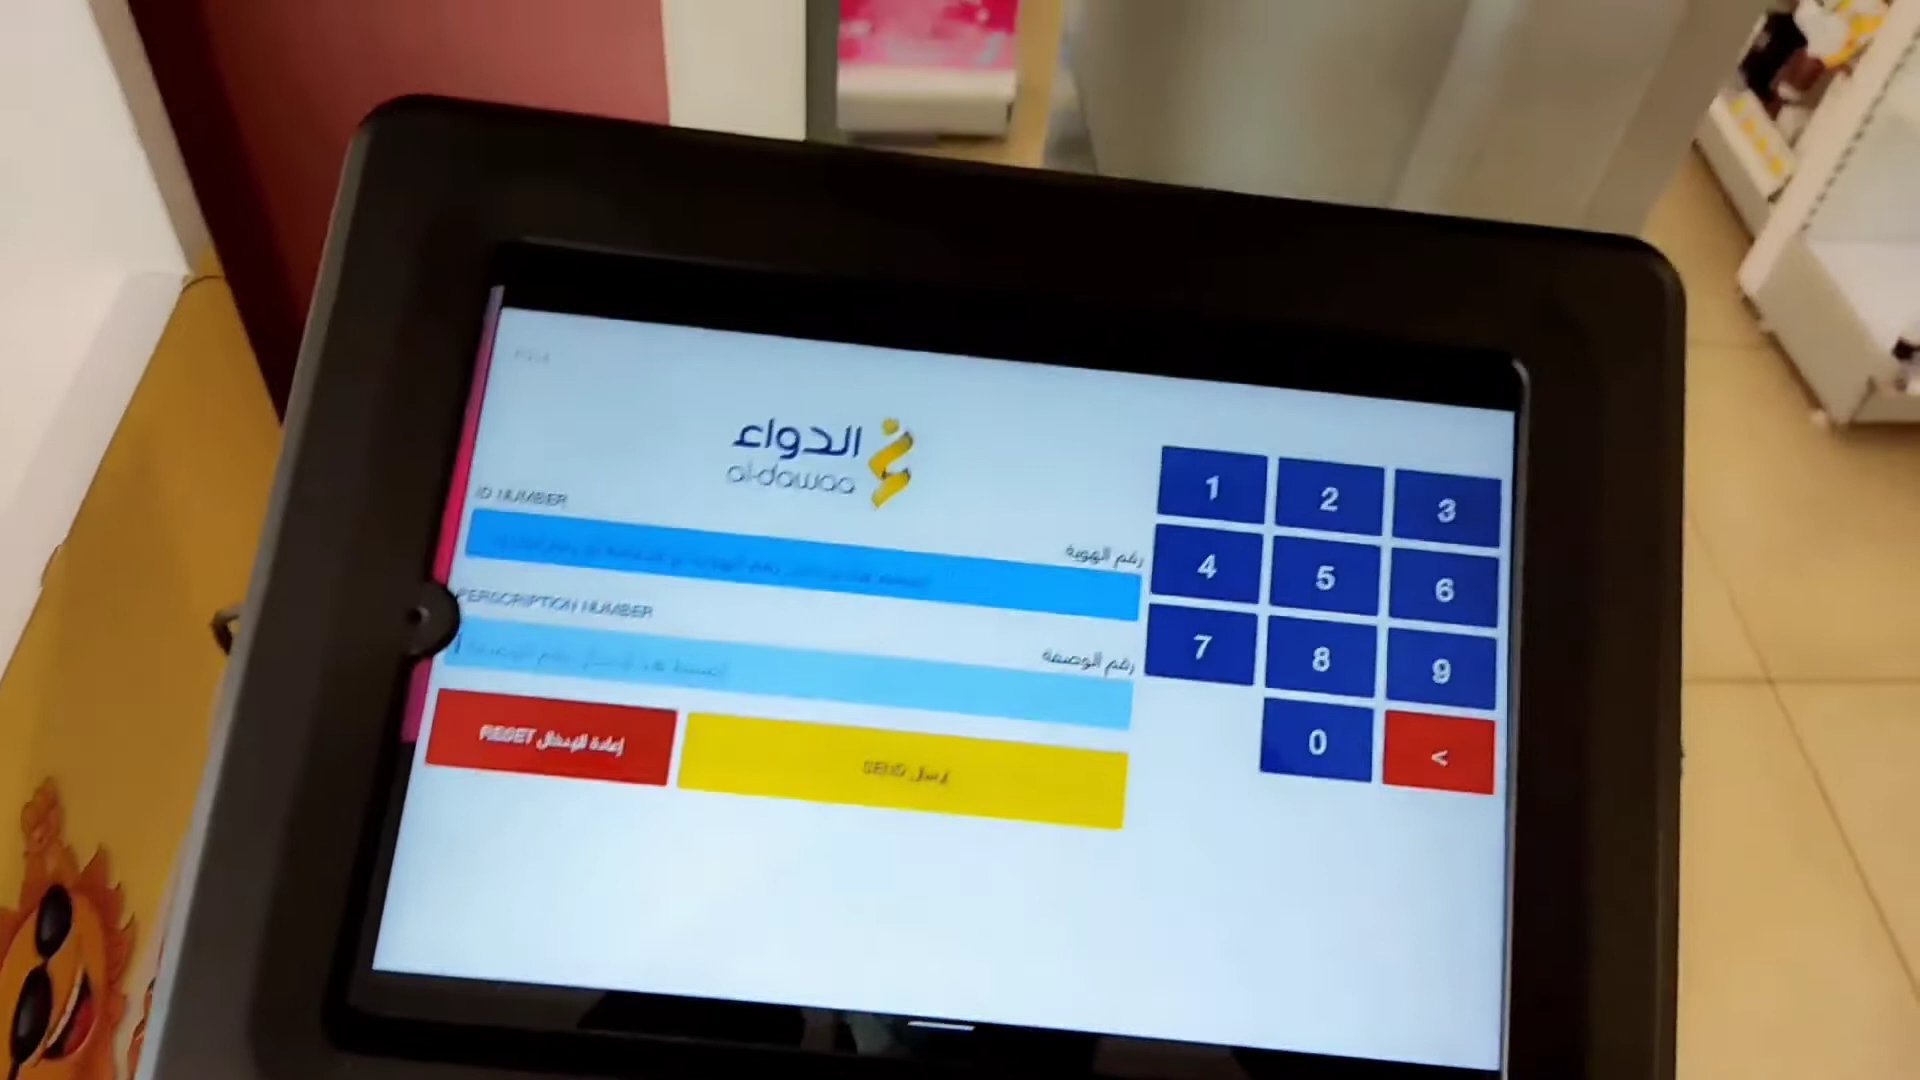 الدواء
al-dawaa
ID NUMBER
رقم الهوية
PERSCRIPTION NUMBER
رقم الوصفة
RESET إعادة الإدخال
SEND إرسال
1 2 3
4 5 6
7 8 9
0 <